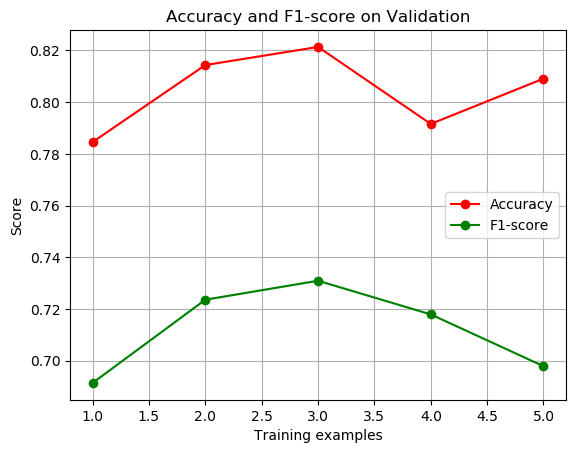 Accuracy and F1-score on Validation
Score
0.82
0.80
0.78
0.76
0.74
0.72
0.70
Accuracy
F1-score
1.0 1.5 2.0 2.5 3.0 3.5 4.0 4.5 5.0
Training examples